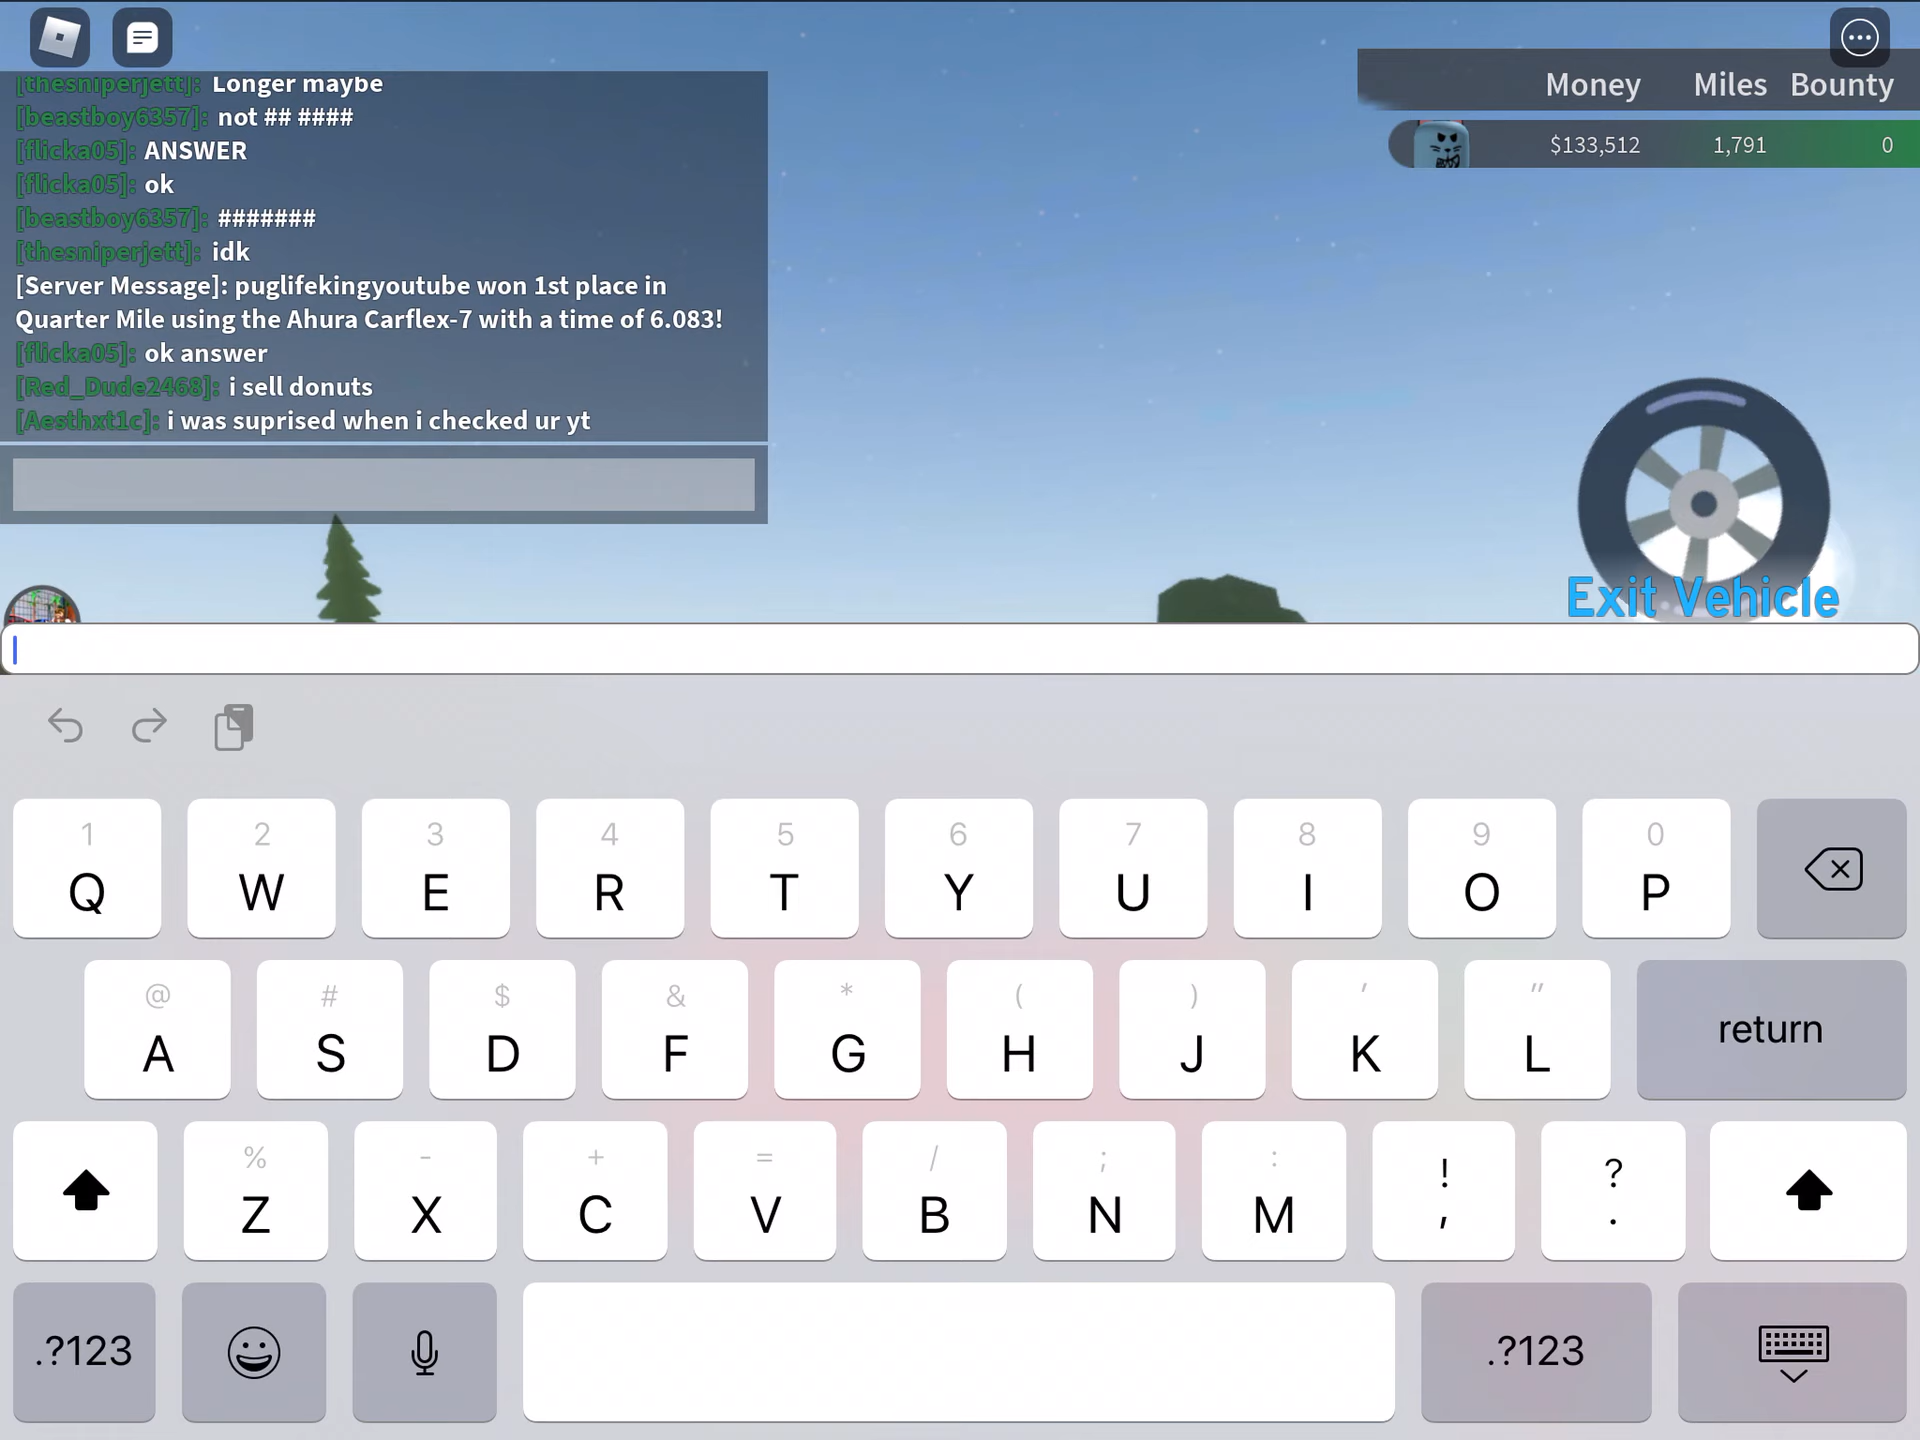 [thesniperjett]: Longer maybe
[beastboy6357]: not ## ####
[flicka05]: ANSWER
[flicka05]: ok
[beastboy6357]: #######
[thesniperjett]: idk
[Server Message]: puglifekingyoutube won 1st place in
Quarter Mile using the Ahura Carflex-7 with a time of 6.083!
[flicka05]: ok answer
[Red_Dude2468]: i sell donuts
[Aesthxt1c]: i was suprised when i checked ur yt
Money Miles Bounty
$133,512 1,791 0
Exit Vehicle
1 2 3 4 5 6 7 8 9 0
Q W E R T Y U I O P
@ # $ & * ( ) ' "
A S D F G H J K L return
% - + = / ; : ! ?
Z X C V B N M , .
.?123 .?123